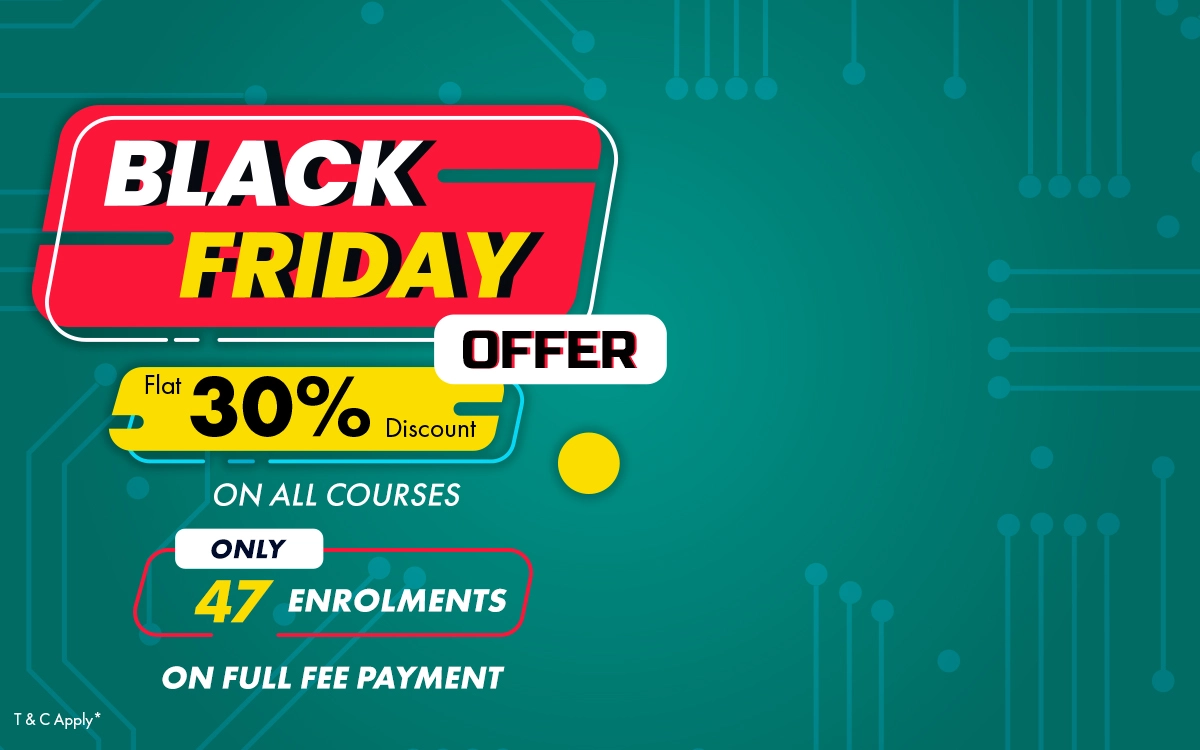 BLACK
FRIDAY
OFFER
Flat 30% Discount
ON ALL COURSES
ONLY
47 ENROLMENTS
ON FULL FEE PAYMENT
T & C Apply*